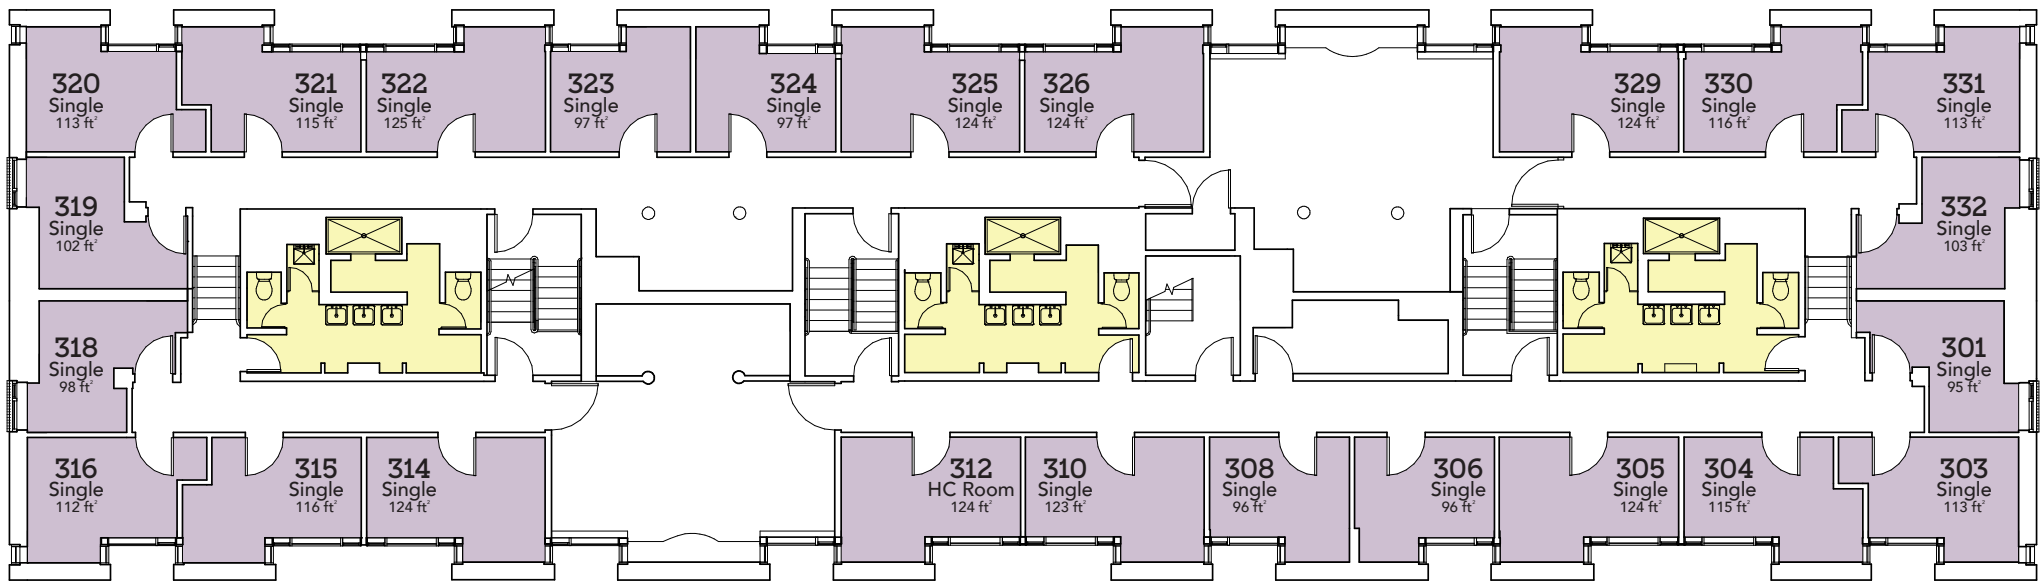 320
Single
113 ft²
321
Single
115 ft²
322
Single
125 ft²
323
Single
97 ft²
324
Single
97 ft²
325
Single
124 ft²
326
Single
124 ft²
329
Single
124 ft²
330
Single
116 ft²
331
Single
113 ft²
319
Single
102 ft²
332
Single
103 ft²
318
Single
98 ft²
301
Single
95 ft²
316
Single
112 ft²
315
Single
116 ft²
314
Single
124 ft²
312
HC Room
124 ft²
310
Single
123 ft²
308
Single
96 ft²
306
Single
96 ft²
305
Single
124 ft²
304
Single
115 ft²
303
Single
113 ft²